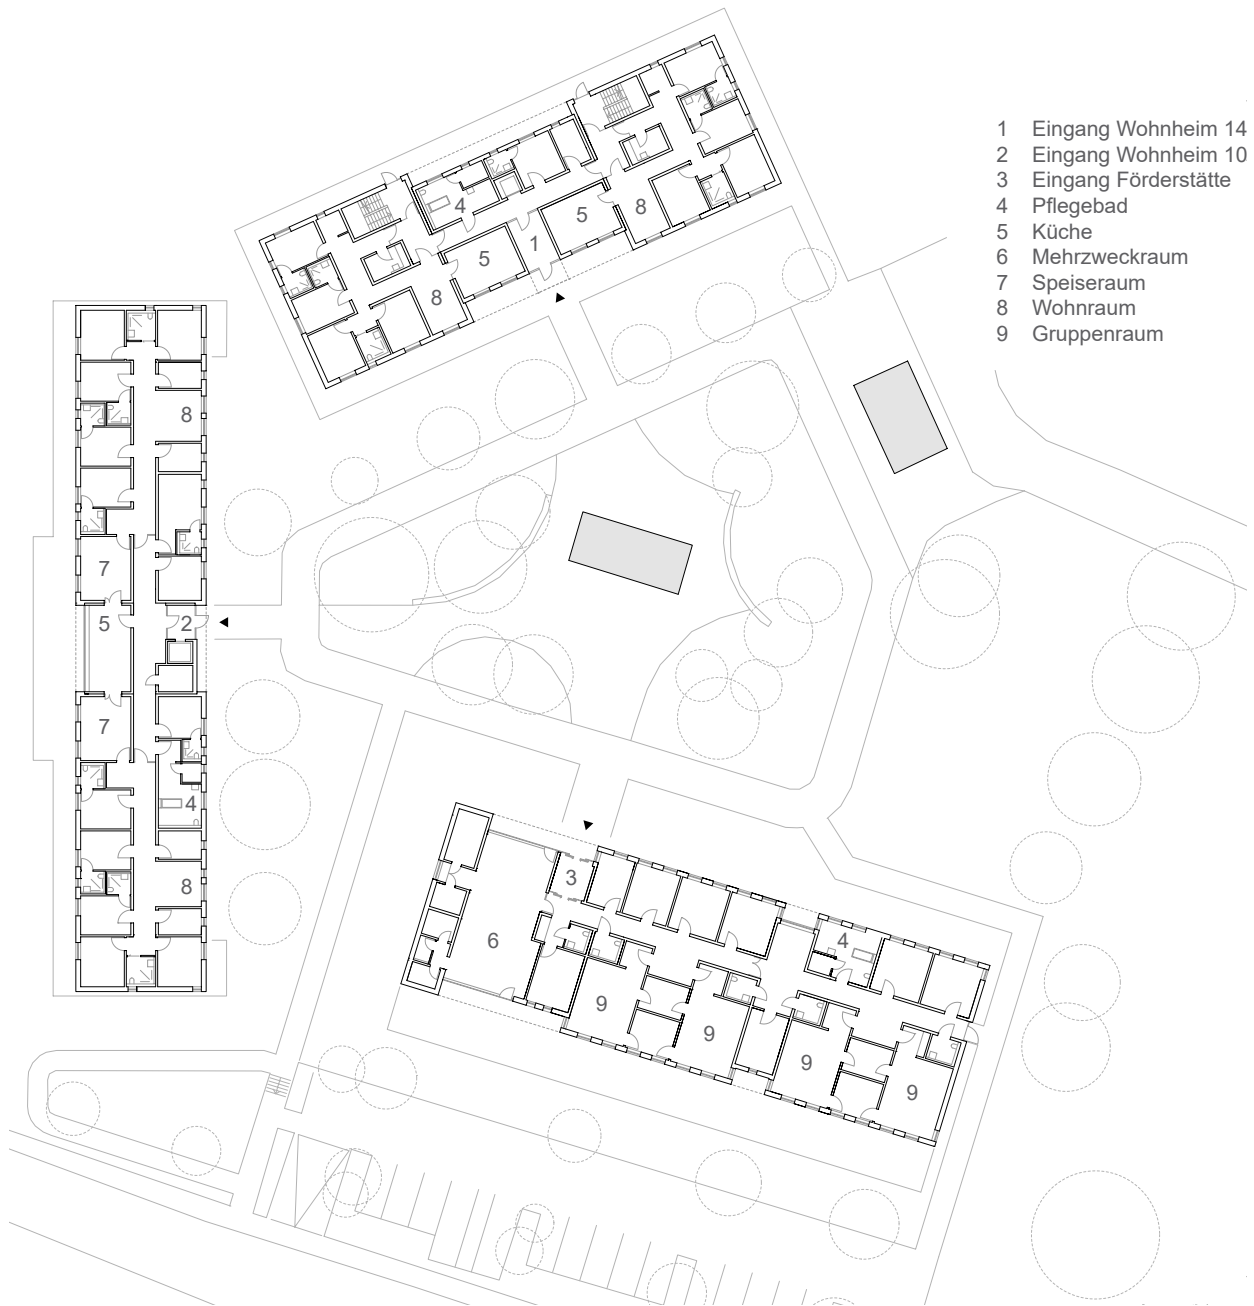 1 Eingang Wohnheim 14
2 Eingang Wohnheim 10
3 Eingang Förderstätte
4 Pflegebad
5 Küche
6 Mehrzweckraum
7 Speiseraum
8 Wohnraum
9 Gruppenraum
4
5
8
1
5
8
8
7
5
2
7
4
8
3
6
4
9
9
9
9